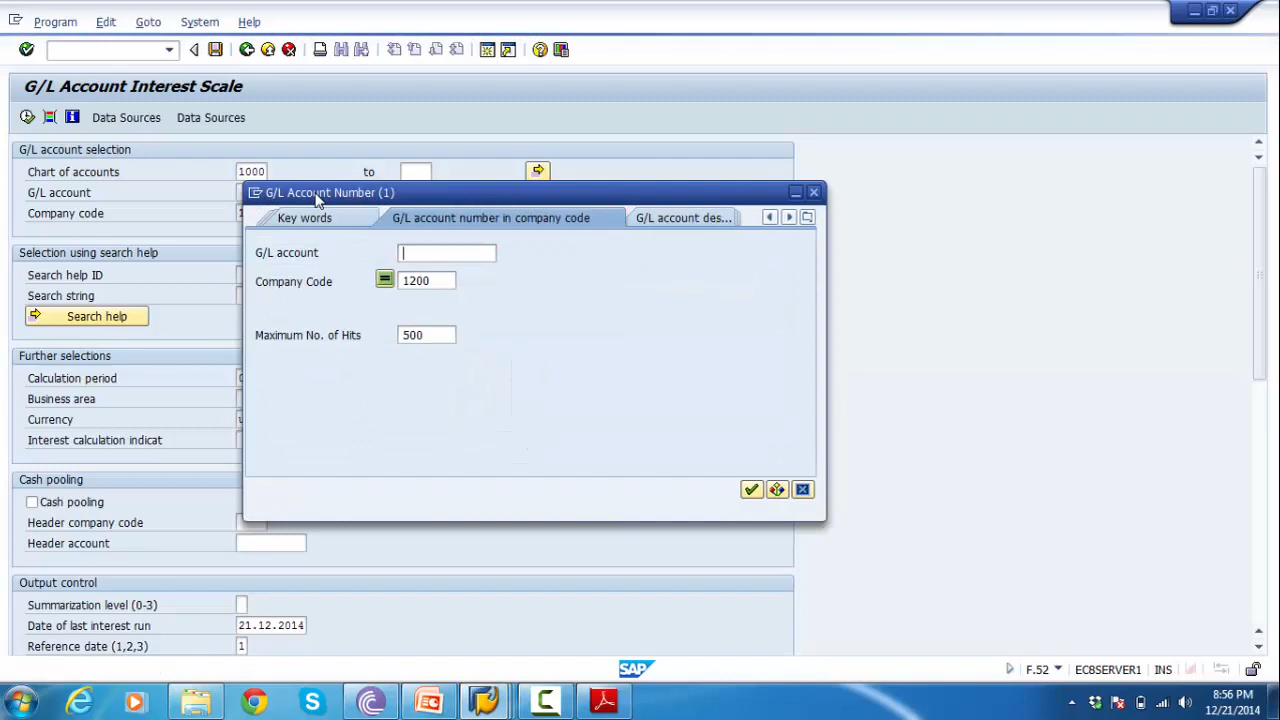 Program Edit Goto System Help
G/L Account Interest Scale
Data Sources Data Sources
G/L account selection
Chart of accounts 1000 to
G/L account
Company code
Selection using search help
Search help ID
Search string
Search help
Further selections
Calculation period
Business area
Currency
Interest calculation indicat
Cash pooling
Cash pooling
Header company code
Header account
Output control
Summarization level (0-3)
Date of last interest run 21.12.2014
Reference date (1,2,3) 1
G/L Account Number (1)
Key words G/L account number in company code G/L account des...
G/L account
Company Code 1200
Maximum No. of Hits 500
SAP F.52 EC8SERVER1 INS
8:56 PM
12/21/2014